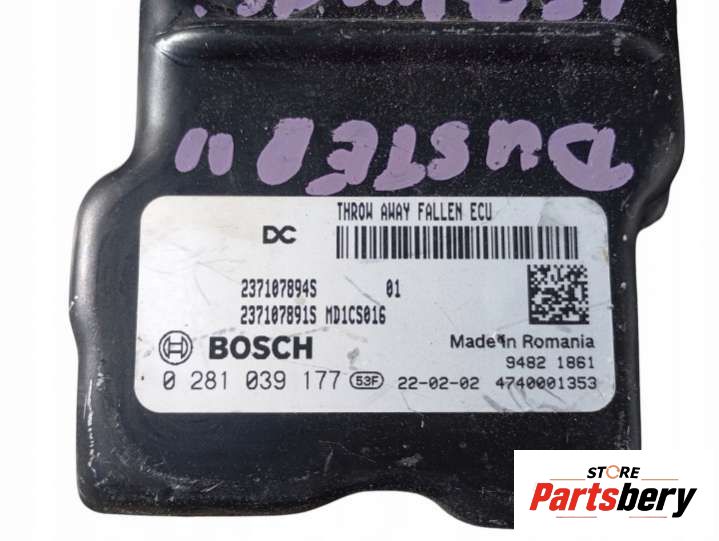 DUSTER II
THROW AWAY FALLEN ECU
DC
237107894S 01
237107891S MD1CS016
BOSCH
Made in Romania
9482 1861
0 281 039 177 53F 22-02-02 4740001353
STORE
Partsbery